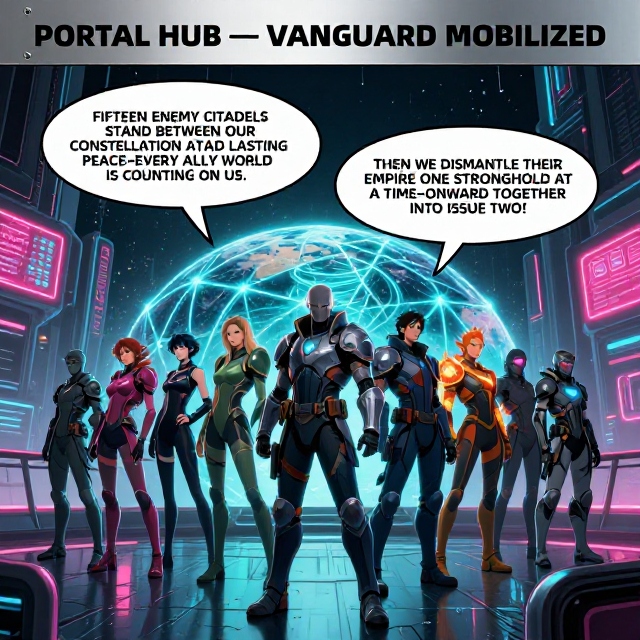 PORTAL HUB — VANGUARD MOBILIZED
FIFTEEN ENEMY CITADELS
STAND BETWEEN OUR
CONSTELLATION ATAD LASTING
PEACE–EVERY ALLY WORLD
IS COUNTING ON US.
THEN WE DISMANTLE THEIR
EMPIRE ONE STRONGHOLD AT
A TIME–ONWARD TOGETHER
INTO ISSUE TWO!